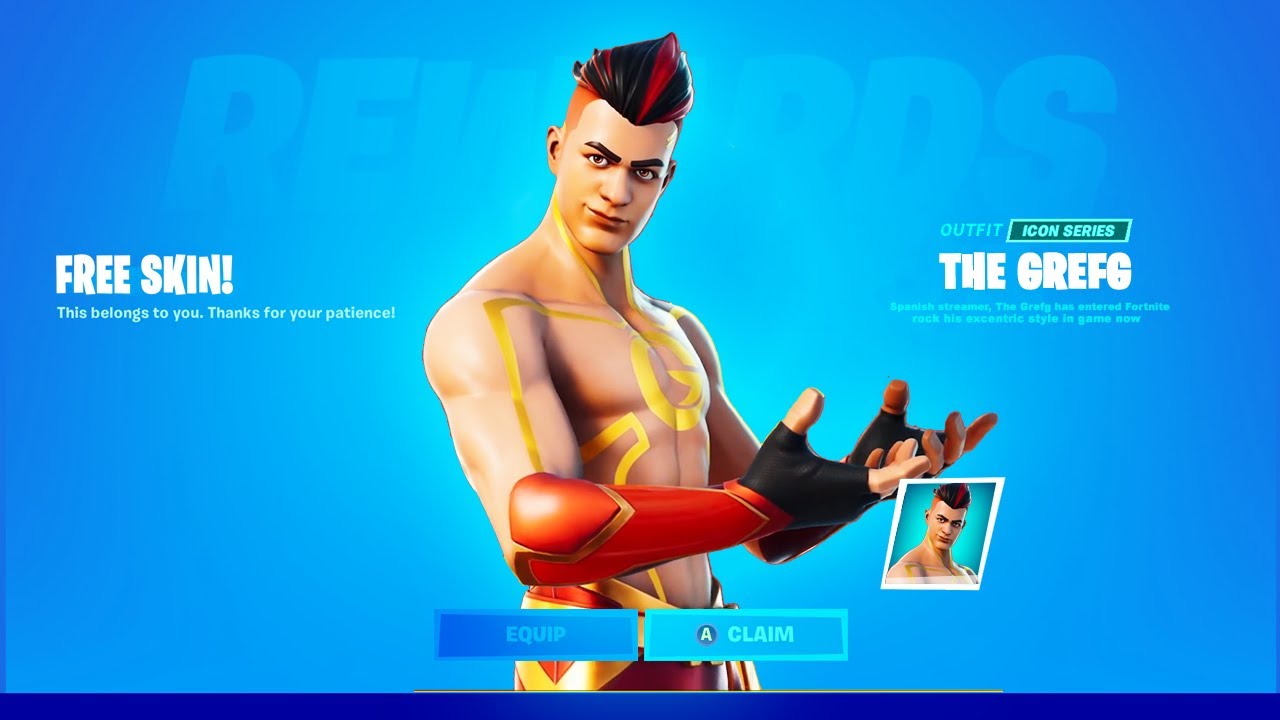 REWARDS
FREE SKIN!
This belongs to you. Thanks for your patience!
OUTFIT ICON SERIES
THE GREFG
Spanish streamer, The Grefg has entered Fortnite
rock his excentric style in game now
G
EQUIP
A CLAIM